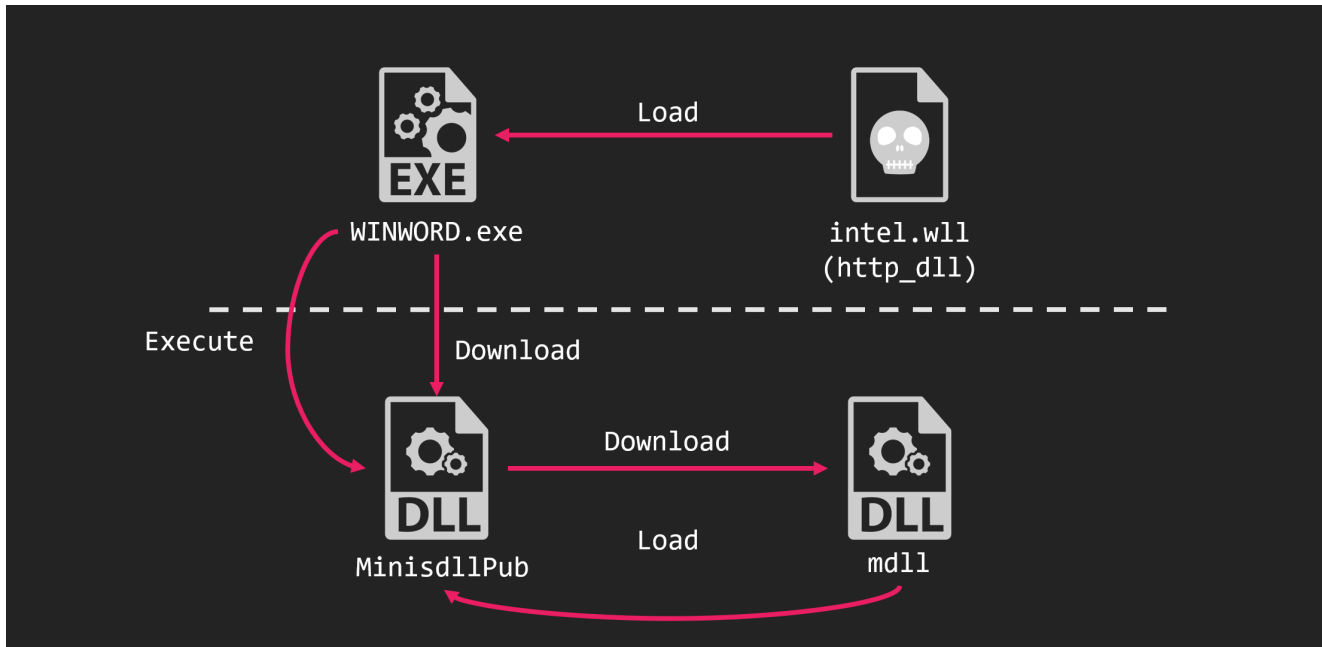 Load
EXE
WINWORD.exe
intel.wll
(http_dll)
Execute
Download
Download
DLL
DLL
MinisdllPub
Load
mdll